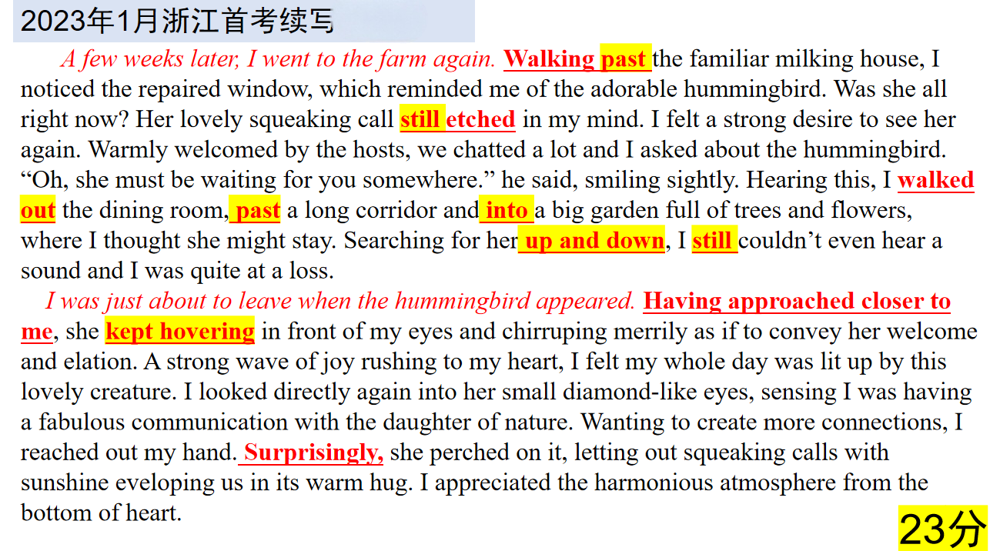 2023年1月浙江首考续写
A few weeks later, I went to the farm again. Walking past the familiar milking house, I
noticed the repaired window, which reminded me of the adorable hummingbird. Was she all
right now? Her lovely squeaking call still etched in my mind. I felt a strong desire to see her
again. Warmly welcomed by the hosts, we chatted a lot and I asked about the hummingbird.
“Oh, she must be waiting for you somewhere.” he said, smiling sightly. Hearing this, I walked
out the dining room, past a long corridor and into a big garden full of trees and flowers,
where I thought she might stay. Searching for her up and down, I still couldn’t even hear a
sound and I was quite at a loss.
I was just about to leave when the hummingbird appeared. Having approached closer to
me, she kept hovering in front of my eyes and chirruping merrily as if to convey her welcome
and elation. A strong wave of joy rushing to my heart, I felt my whole day was lit up by this
lovely creature. I looked directly again into her small diamond-like eyes, sensing I was having
a fabulous communication with the daughter of nature. Wanting to create more connections, I
reached out my hand. Surprisingly, she perched on it, letting out squeaking calls with
sunshine eveloping us in its warm hug. I appreciated the harmonious atmosphere from the
bottom of heart.
23分